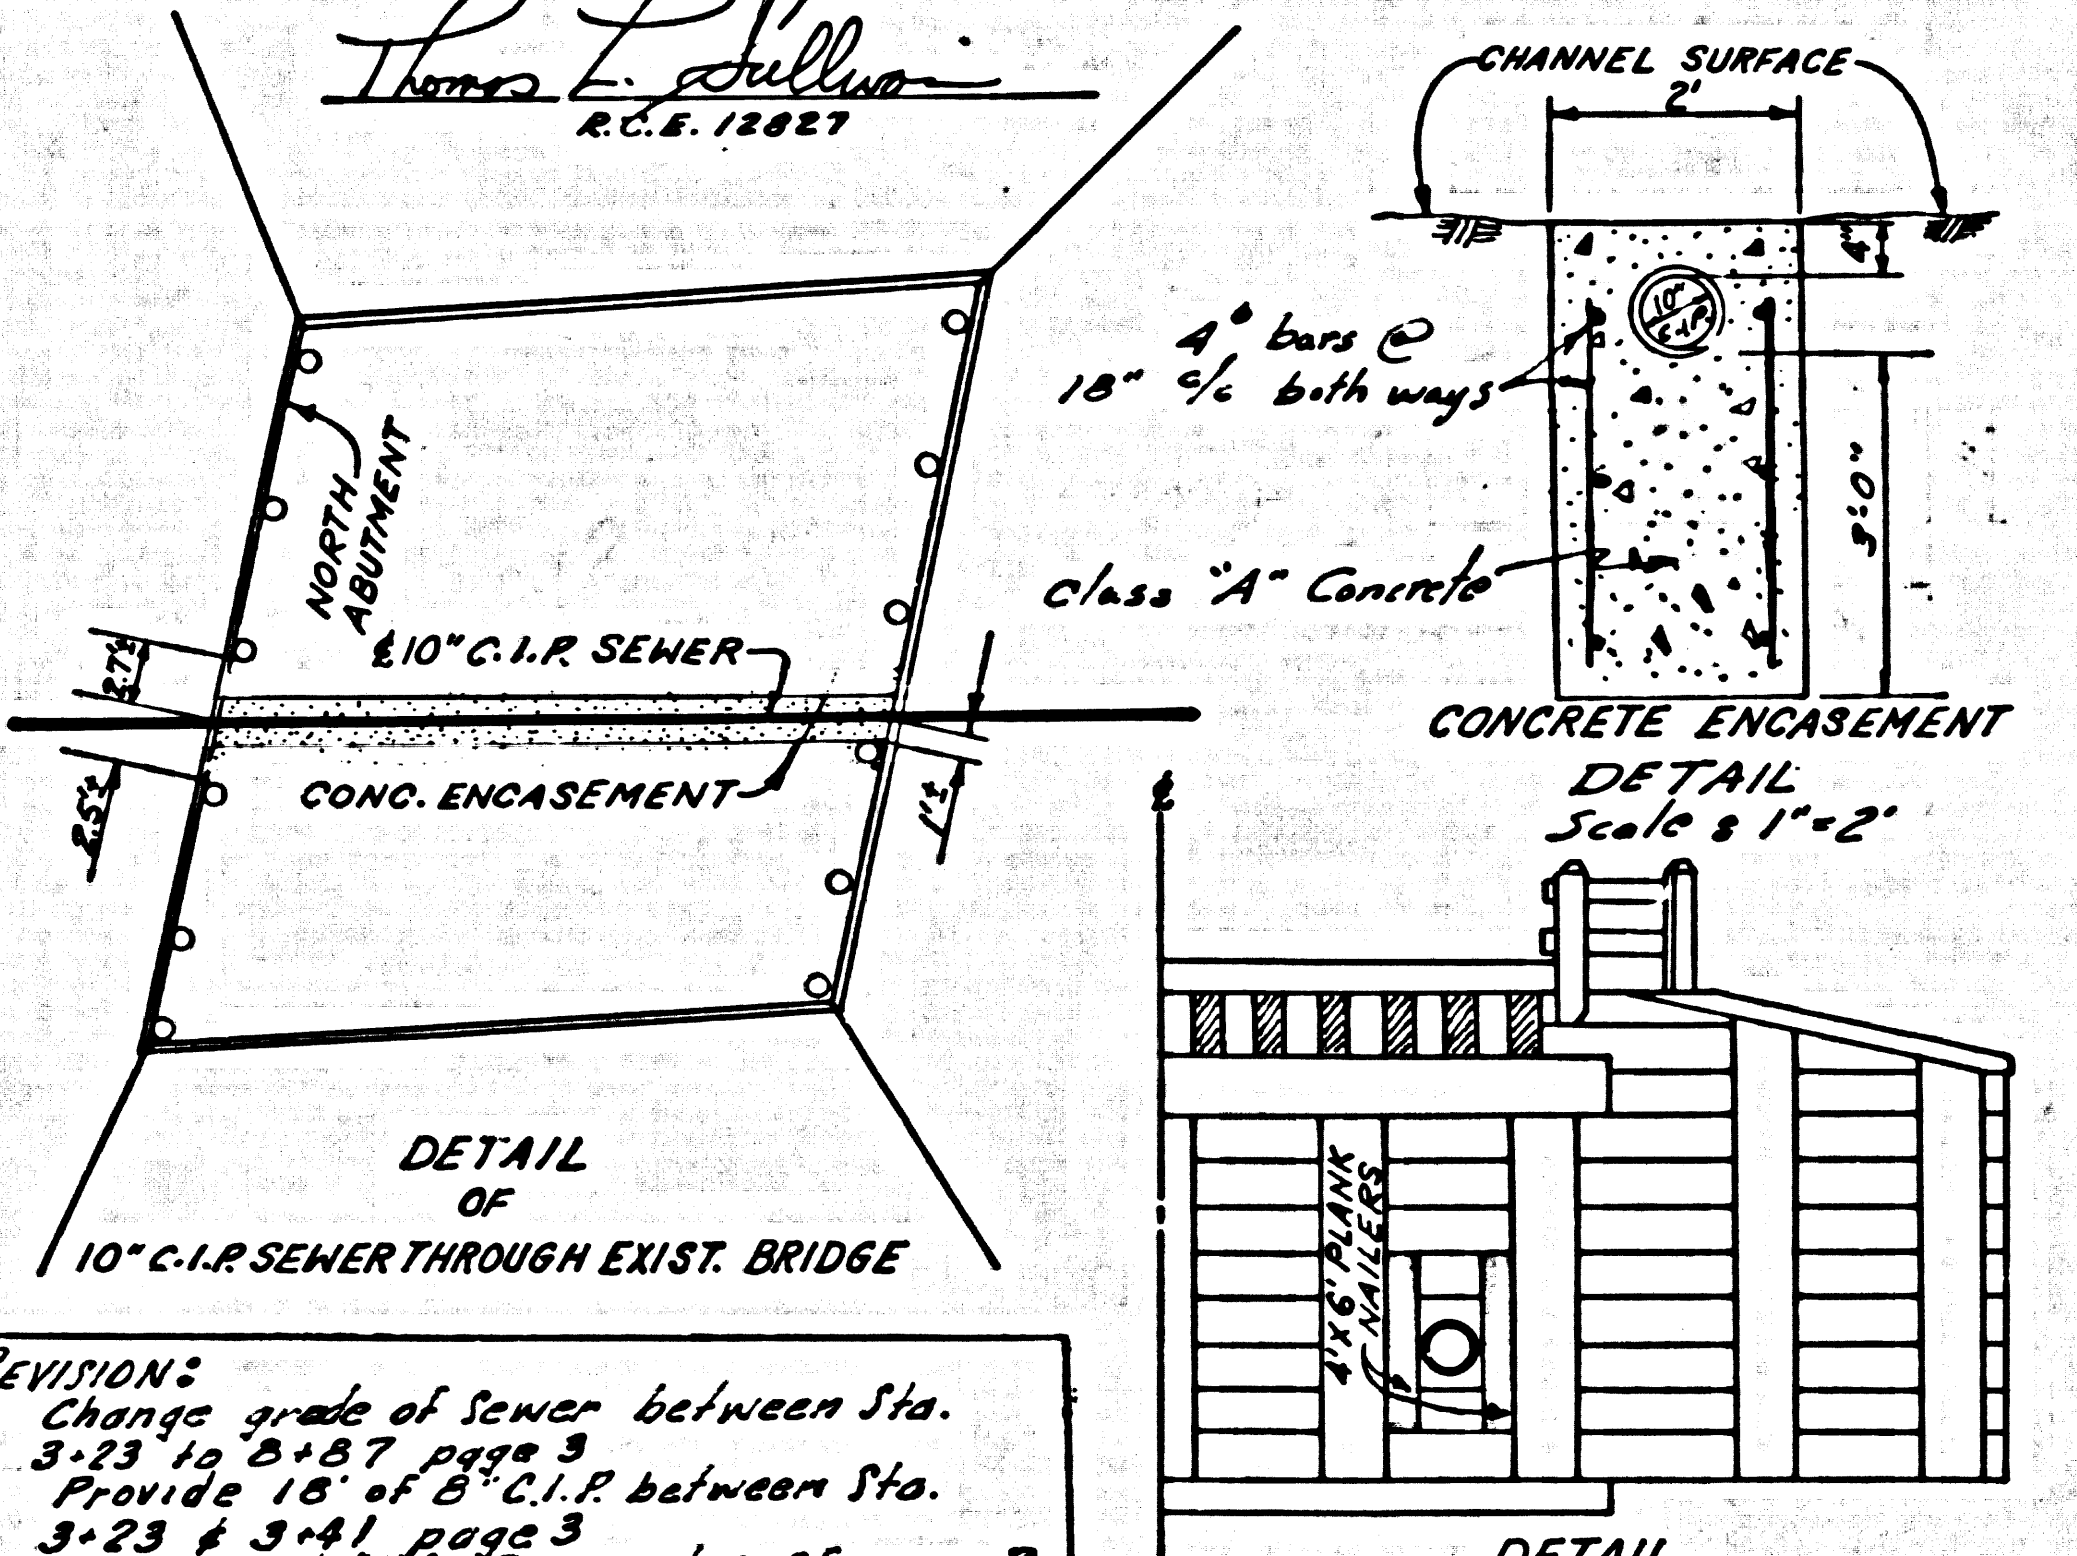 Thomas E. Sullivan
R.C.E. 12827
CHANNEL SURFACE
2'
4"
10"
C.I.P.
4" bars @
18" c/c both ways
3'-0"
Class "A" Concrete
CONCRETE ENCASEMENT
DETAIL
Scale : 1"=2'
NORTH
ABUTMENT
2.7'±
℄ 10" C.I.P. SEWER
CONC. ENCASEMENT
2.5'±
1'±
DETAIL
OF
10" C.I.P. SEWER THROUGH EXIST. BRIDGE
℄
4'X6' PLANK
NAILERS
REVISION:
Change grade of Sewer between Sta.
3+23 to 8+87 page 3
Provide 18' of 8" C.I.P. between Sta.
3+23 & 3+41 page 3
DETAIL